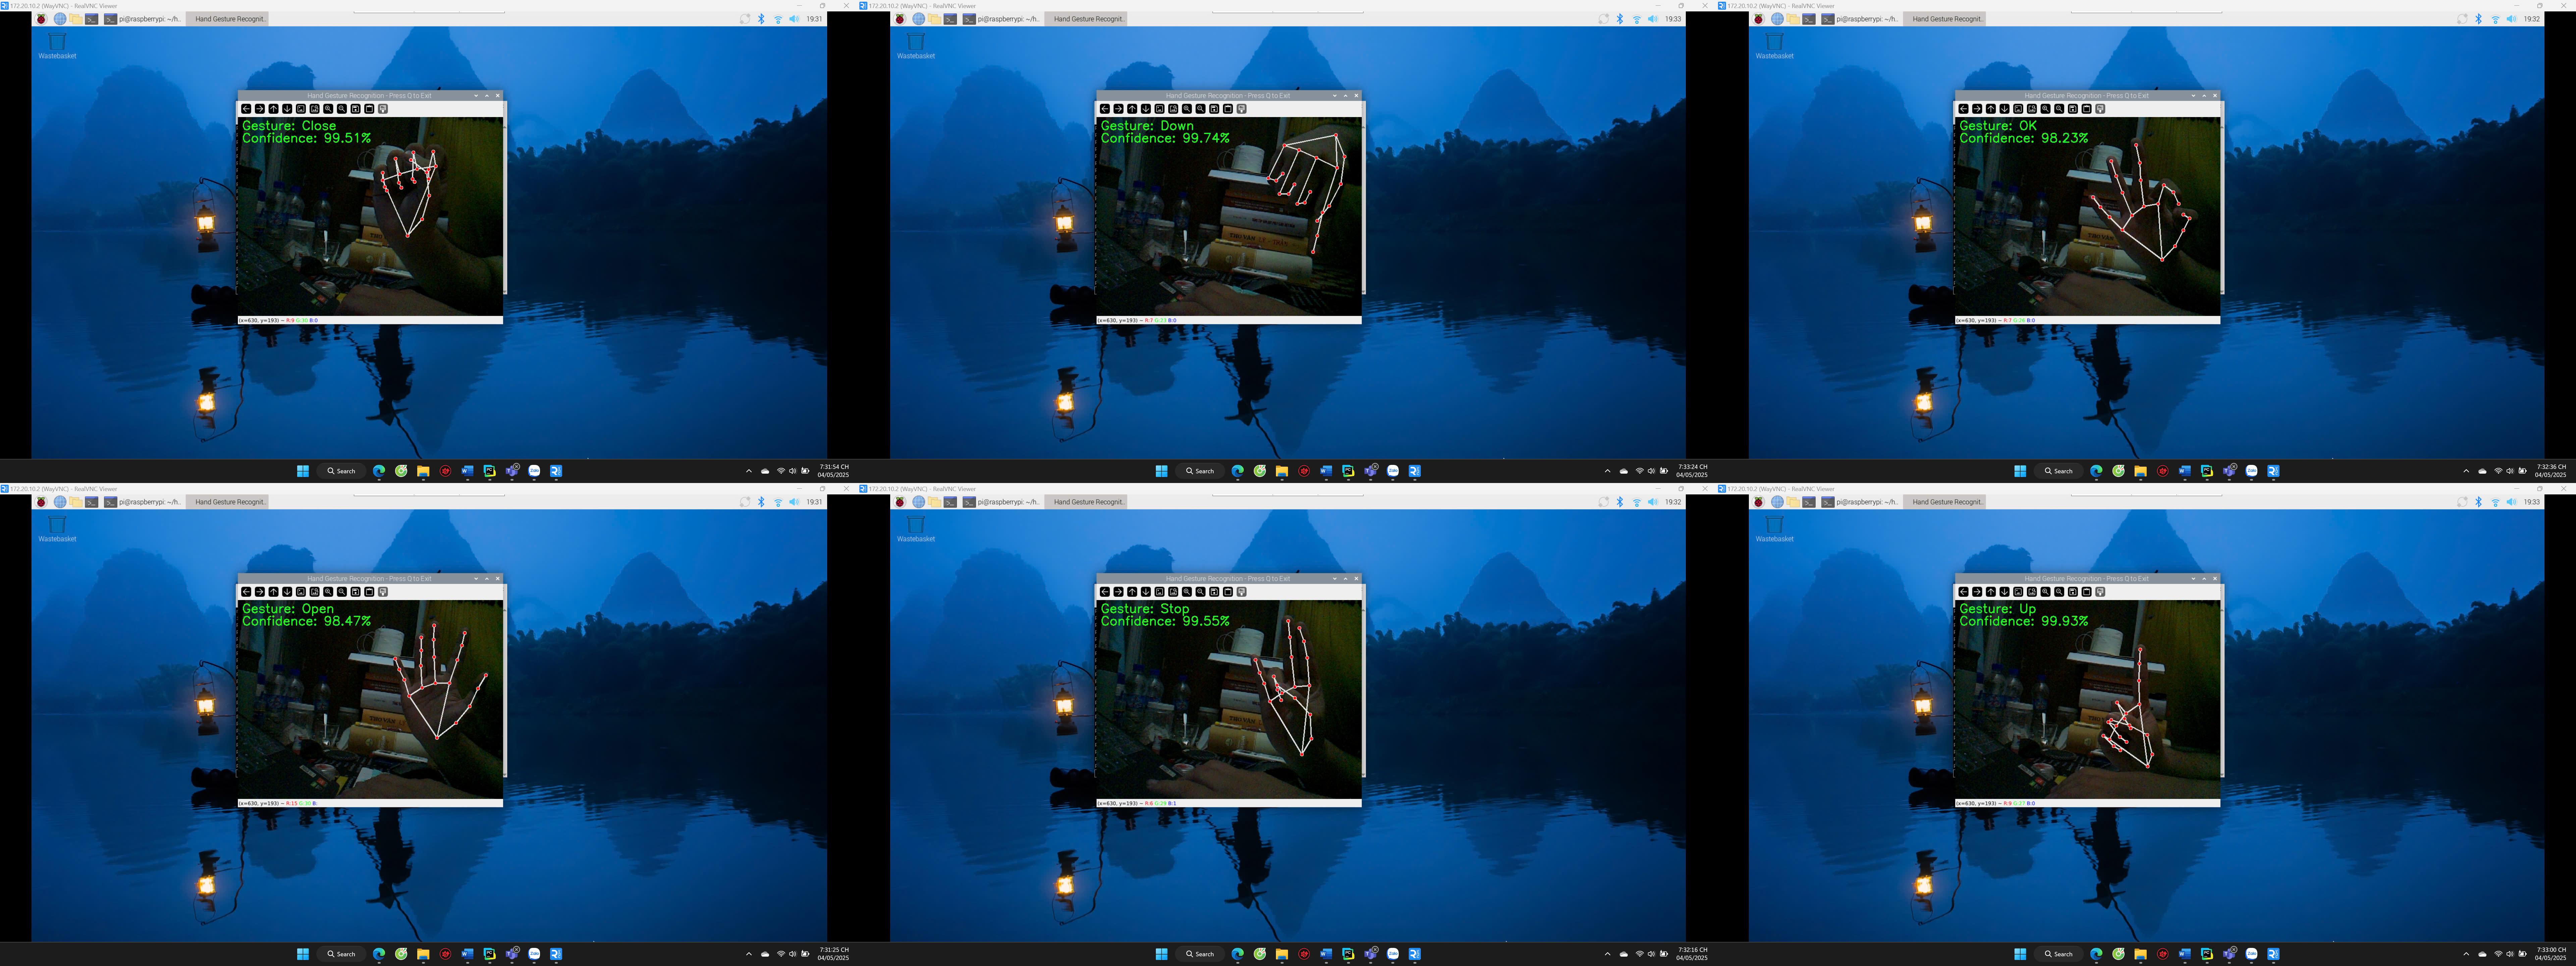 172.20.10.2 (WayVNC) - RealVNC Viewer
pi@raspberrypi: ~/h.. Hand Gesture Recognit.. 19:31
Wastebasket
Hand Gesture Recognition - Press Q to Exit
Gesture: Close
Confidence: 99.51%
(x=630, y=193) ~ R:9 G:30 B:0
Search
7:31:54 CH
04/05/2025
172.20.10.2 (WayVNC) - RealVNC Viewer
pi@raspberrypi: ~/h.. Hand Gesture Recognit.. 19:33
Wastebasket
Hand Gesture Recognition - Press Q to Exit
Gesture: Down
Confidence: 99.74%
(x=630, y=193) ~ R:7 B:0
Search
7:33:24 CH
04/05/2025
172.20.10.2 (WayVNC) - RealVNC Viewer
pi@raspberrypi: ~/h.. Hand Gesture Recognit.. 19:32
Wastebasket
Hand Gesture Recognition - Press Q to Exit
Gesture: OK
Confidence: 98.23%
(x=630, y=193) ~ R:7 B:0
Search
7:32:36 CH
04/05/2025
172.20.10.2 (WayVNC) - RealVNC Viewer
pi@raspberrypi: ~/h.. Hand Gesture Recognit.. 19:31
Wastebasket
Hand Gesture Recognition - Press Q to Exit
Gesture: Open
Confidence: 98.47%
(x=630, y=193) ~ R:15 B:
Search
7:31:25 CH
04/05/2025
172.20.10.2 (WayVNC) - RealVNC Viewer
pi@raspberrypi: ~/h.. Hand Gesture Recognit.. 19:32
Wastebasket
Hand Gesture Recognition - Press Q to Exit
Gesture: Stop
Confidence: 99.55%
(x=630, y=193) ~ B:1
Search
7:32:16 CH
04/05/2025
172.20.10.2 (WayVNC) - RealVNC Viewer
pi@raspberrypi: ~/h.. Hand Gesture Recognit.. 19:33
Wastebasket
Hand Gesture Recognition - Press Q to Exit
Gesture: Up
Confidence: 99.93%
(x=630, y=193) ~ B:0
Search
7:33:00 CH
04/05/2025